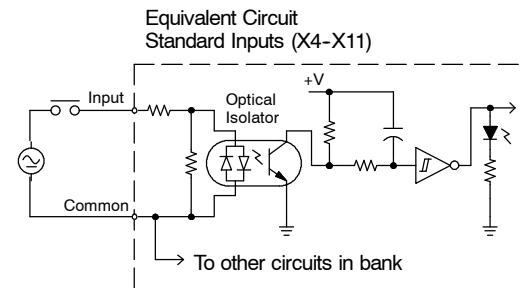 Equivalent Circuit
Standard Inputs (X4-X11)
+V
Input
Optical
Isolator
Common
To other circuits in bank